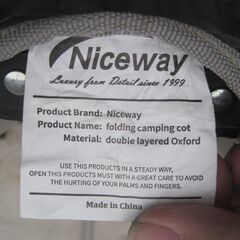 Niceway
Luxury from Detail since 1999
Product Brand: Niceway
Product Name: folding camping cot
Material: double layered Oxford
USE THIS PRODUCTS IN A STEADY WAY,
OPEN THIS PRODUCTS MUST WITH A GREAT CARE TO AVOID
THE HURTING OF YOUR PALMS AND FINGERS.
Made in China